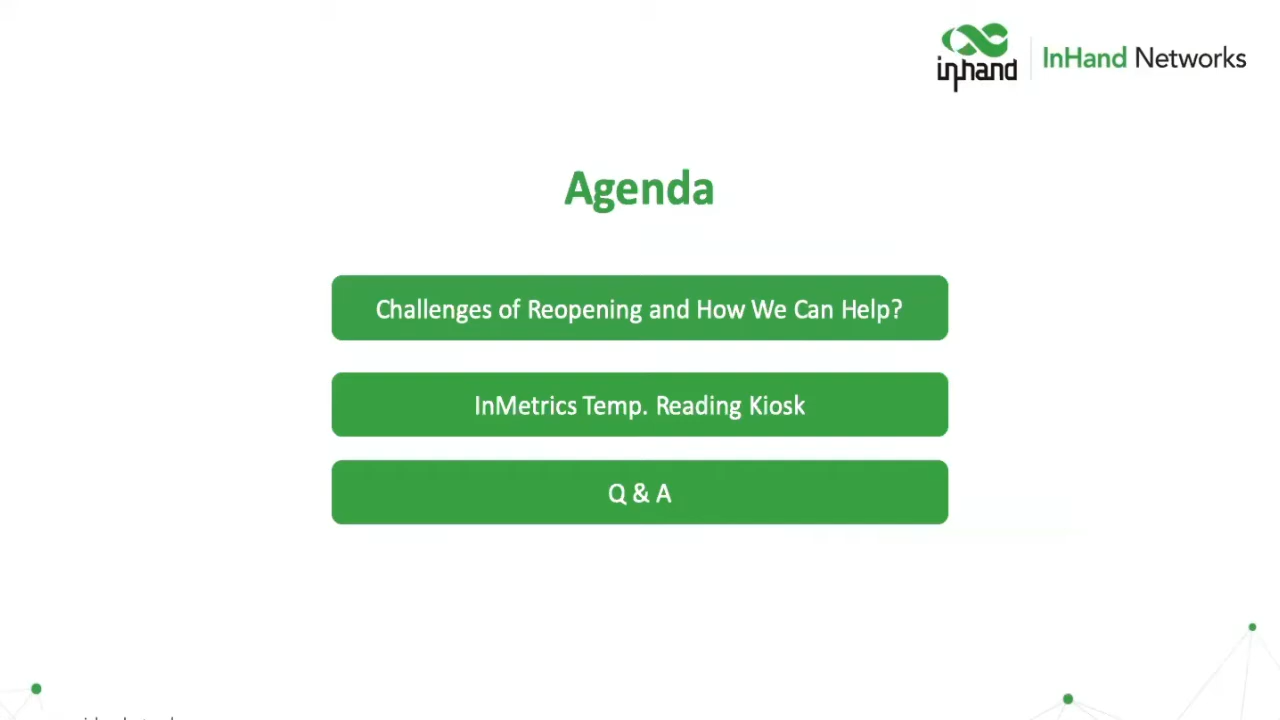 inhand
InHand Networks
Agenda
Challenges of Reopening and How We Can Help?
InMetrics Temp. Reading Kiosk
Q & A